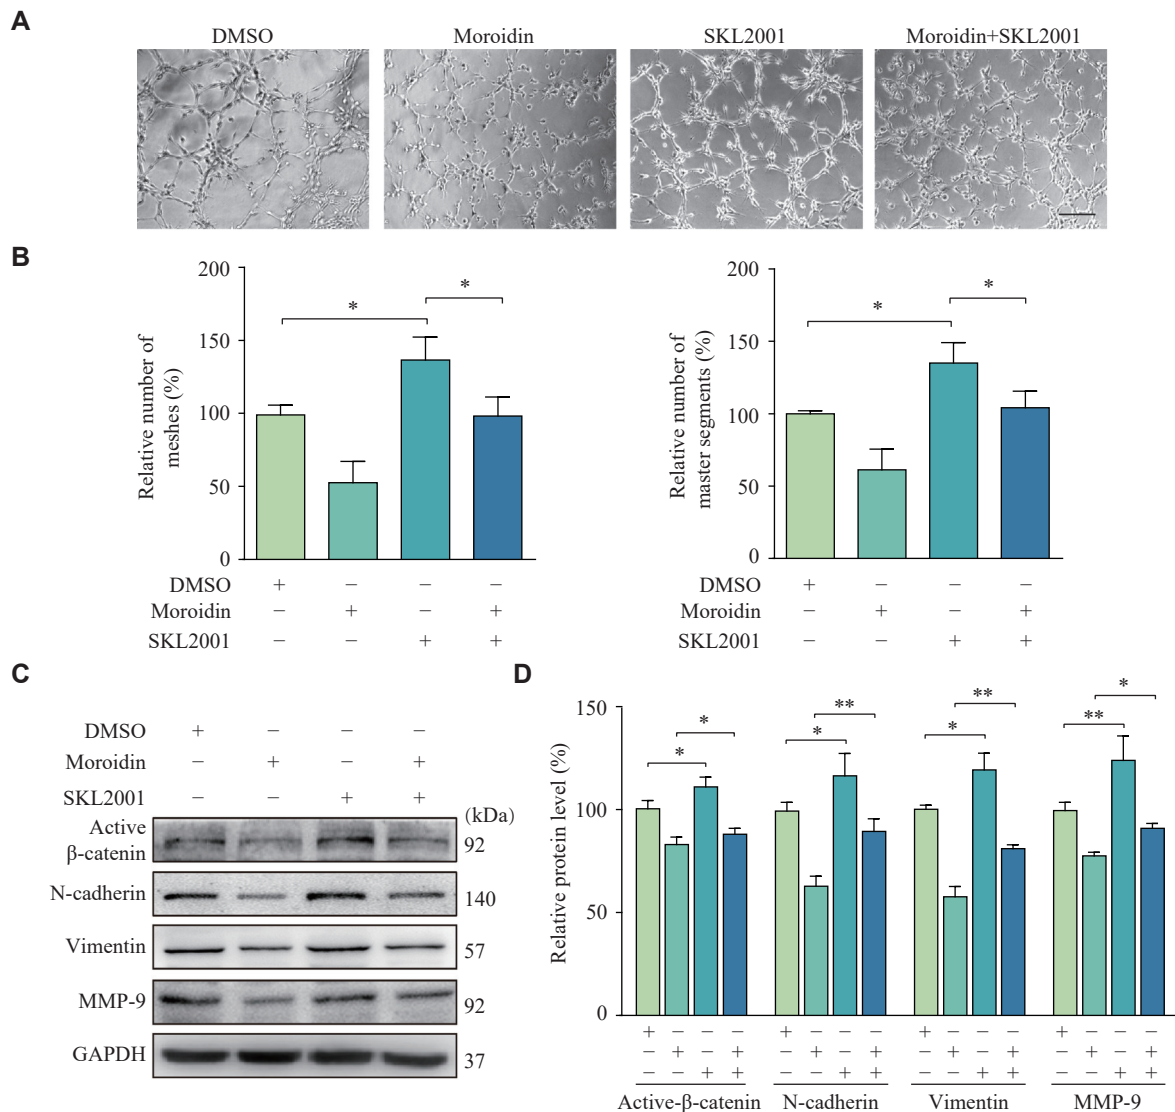 A
DMSO Moroidin SKL2001 Moroidin+SKL2001
B
Relative number of
meshes (%)
200
150
100
50
0
* *
DMSO + − − −
Moroidin − + − +
SKL2001 − − + +
Relative number of
master segments (%)
200
150
100
50
0
* *
DMSO + − − −
Moroidin − + − +
SKL2001 − − + +
C
DMSO + − − −
Moroidin − + − +
SKL2001 − − + +
(kDa)
Active
β-catenin 92
N-cadherin 140
Vimentin 57
MMP-9 92
GAPDH 37
D
Relative protein level (%)
150
100
50
0
* * * ** * ** ** *
+ − − − + − − − + − − − + − − −
− + − + − + − + − + − + − + − +
− − + + − − + + − − + + − − + +
Active-β-catenin N-cadherin Vimentin MMP-9